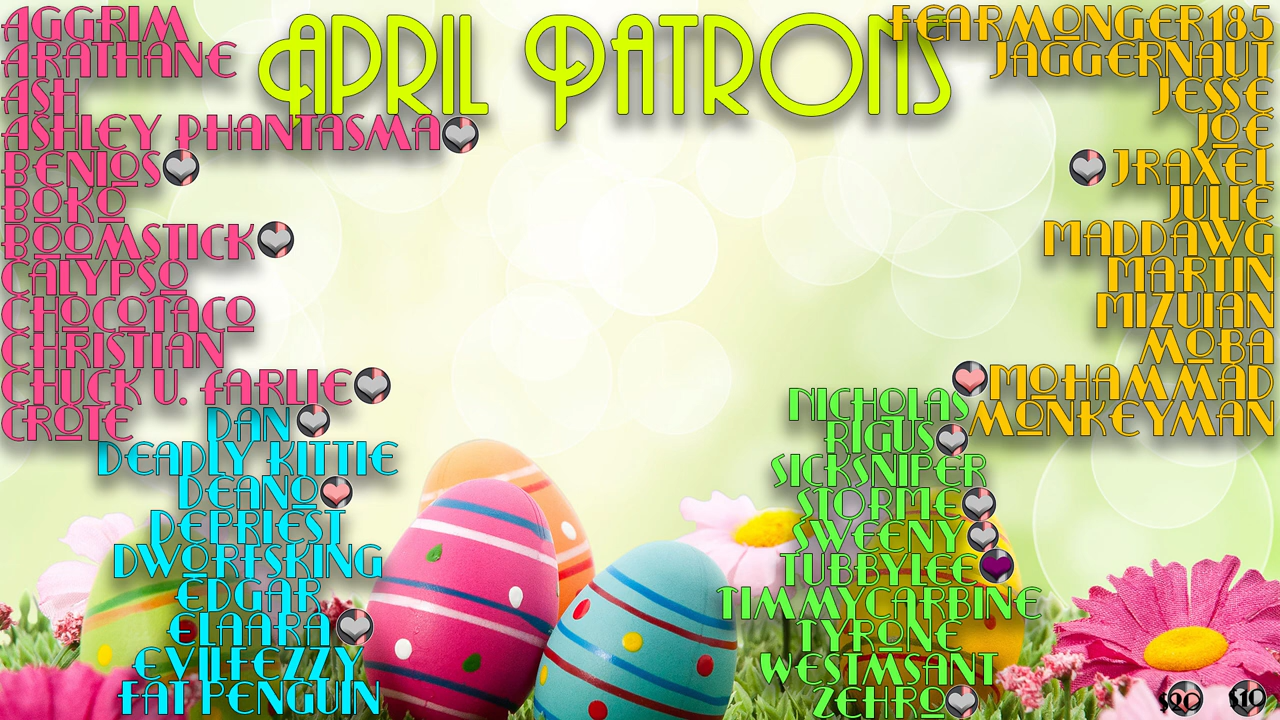 APRIL PATRONS
AGGRIM
ARATHANE
ASH
ASHLEY PHANTASMA
BENIOS
BOKO
BOOMSTICK
CALYPSO
CHOCOTACO
CHRISTIAN
CHUCK U. FARLIE
CROTE
DAN
DEADLY KITTIE
DEANO
DEPRIEST
DWORFSKING
EDGAR
ELAARA
EVILFEZZY
FAT PENGUIN
FEARMONGER185
JAGGERNAUT
JESSE
JOE
JRAXEL
JULIE
MADDAWG
MARTIN
MIZUIAN
MOBA
MOHAMMAD
MONKEYMAN
NICHOLAS
RIGUS
SICKSNIPER
STORME
SWEENY
TUBBYLEE
TIMMYCARBINE
TYRONE
WESTMSANT
ZEHRO
$20 $10